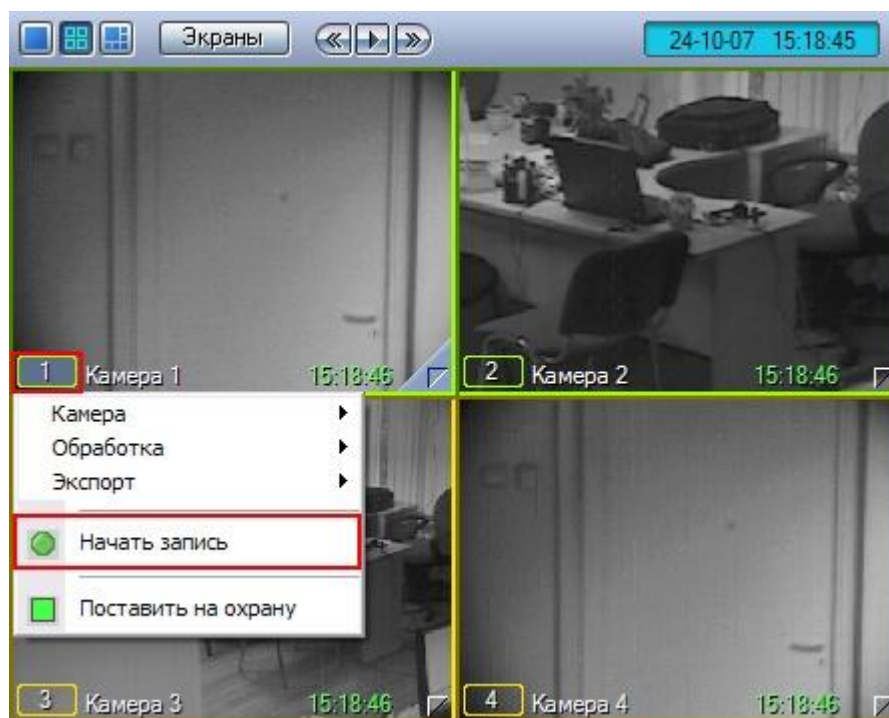 Экраны
24-10-07 15:18:45
1 Камера 1 15:18:46
2 Камера 2 15:18:46
Камера
Обработка
Экспорт
Начать запись
Поставить на охрану
3 Камера 3 15:18:46
4 Камера 4 15:18:46